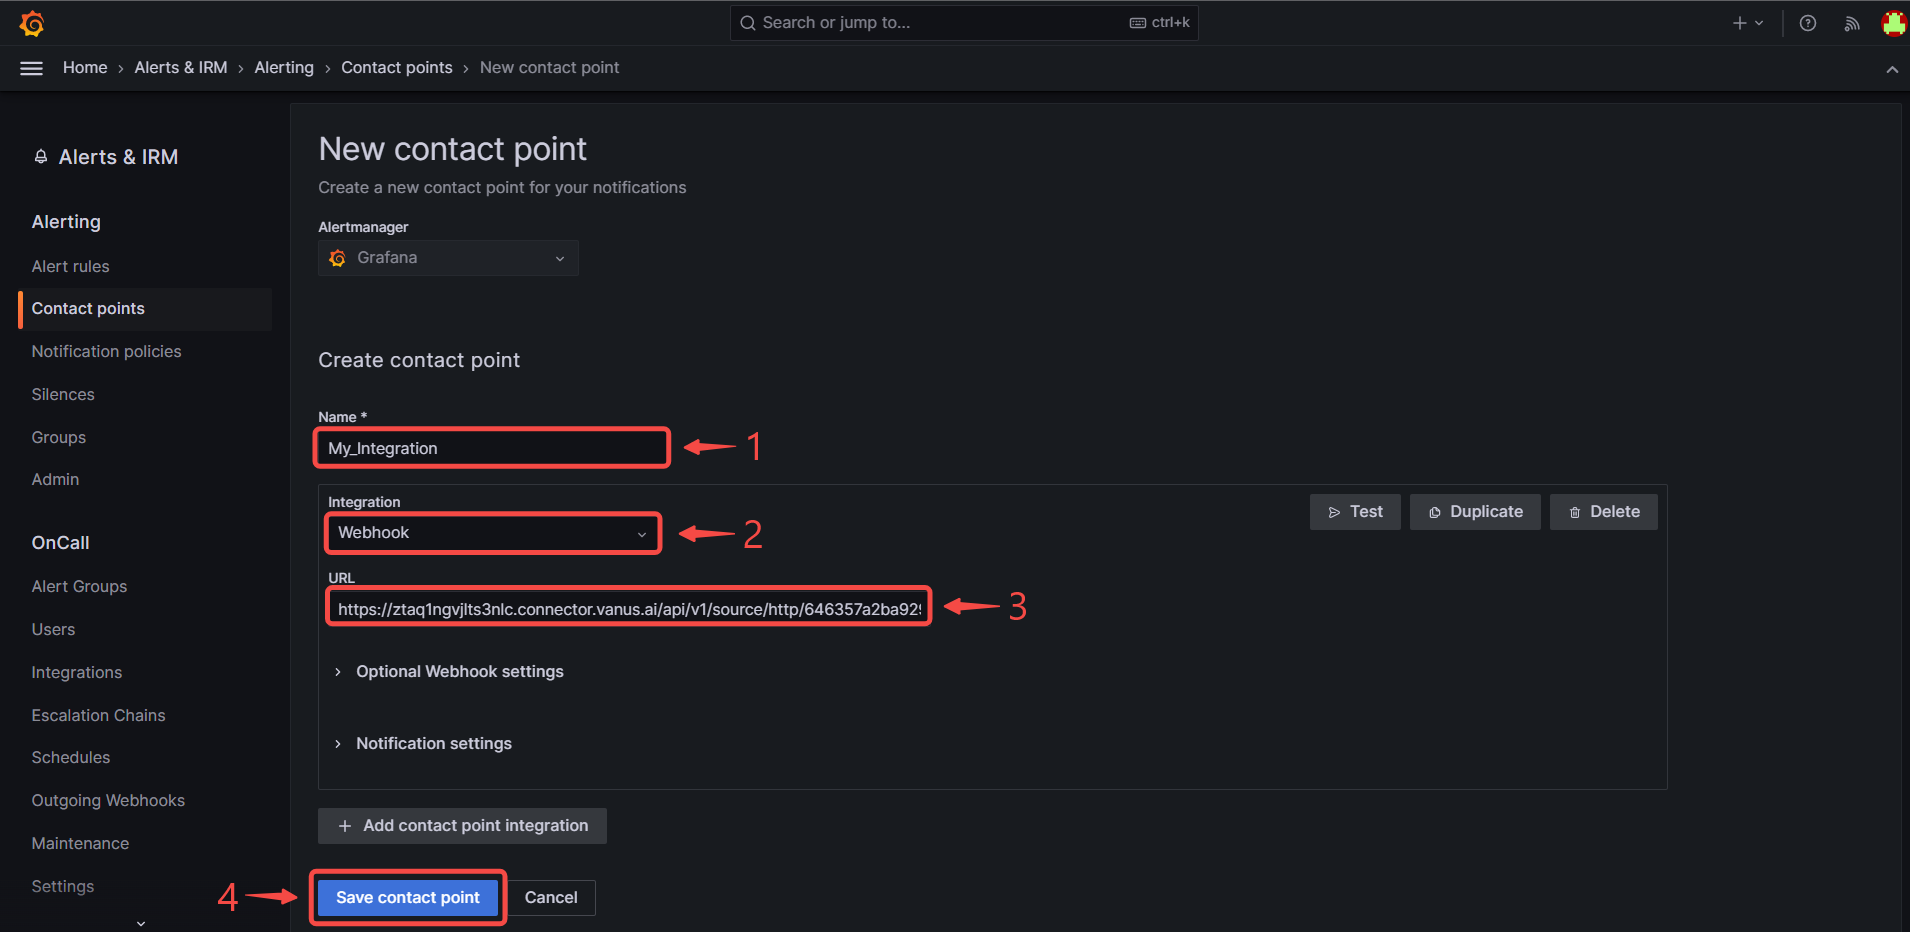 Search or jump to...
ctrl+k
Home › Alerts & IRM › Alerting › Contact points › New contact point
Alerts & IRM
Alerting
Alert rules
Contact points
Notification policies
Silences
Groups
Admin
OnCall
Alert Groups
Users
Integrations
Escalation Chains
Schedules
Outgoing Webhooks
Maintenance
Settings
New contact point
Create a new contact point for your notifications
Alertmanager
Grafana
Create contact point
Name *
My_Integration
1
Integration
Test
Duplicate
Delete
Webhook
2
URL
https://ztaq1ngvjlts3nlc.connector.vanus.ai/api/v1/source/http/646357a2ba929
3
Optional Webhook settings
Notification settings
Add contact point integration
4
Save contact point
Cancel